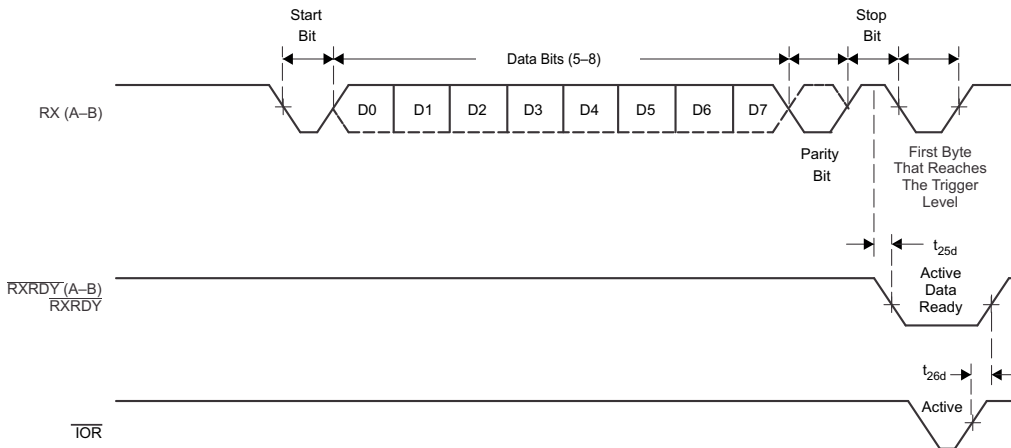 Start
Bit
Data Bits (5–8)
Stop
Bit
RX (A–B)
D0 D1 D2 D3 D4 D5 D6 D7
Parity
Bit
First Byte
That Reaches
The Trigger
Level
t25d
RXRDY (A–B)
RXRDY
Active
Data
Ready
t26d
IOR
Active